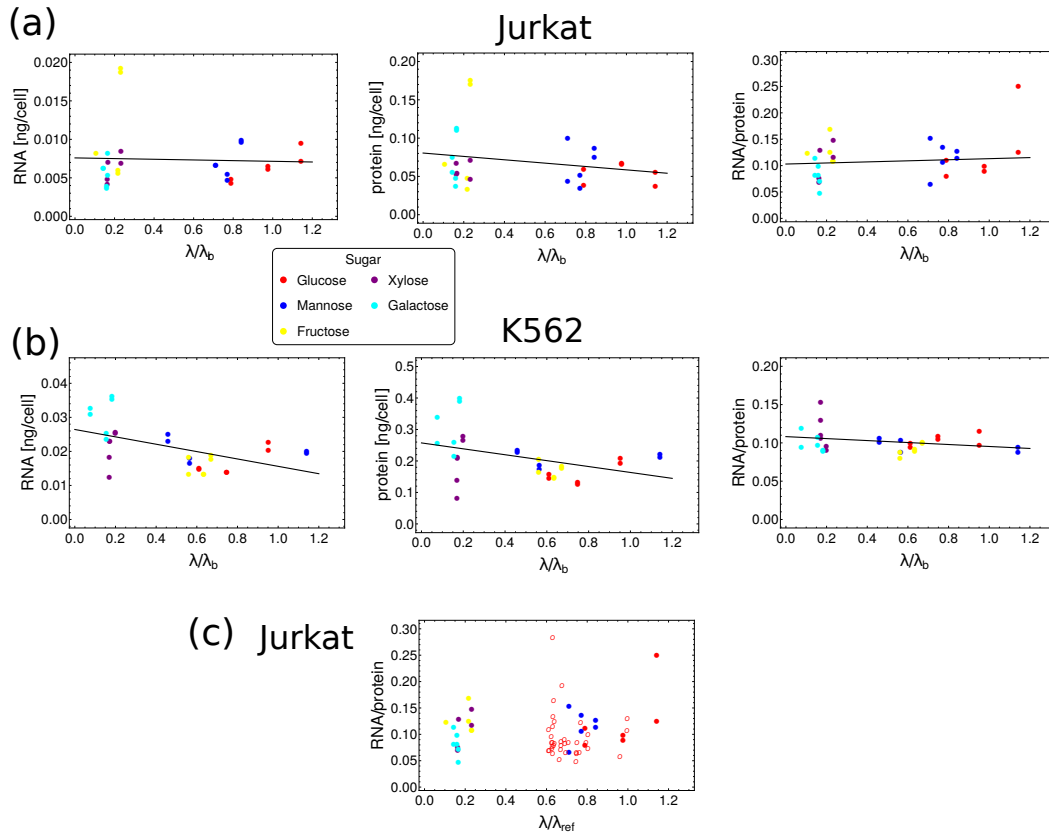 (a)
Jurkat
RNA [ng/cell]
0.020
0.015
0.010
0.005
0.000
0.0 0.2 0.4 0.6 0.8 1.0 1.2
λ/λb
protein [ng/cell]
0.20
0.15
0.10
0.05
0.00
0.0 0.2 0.4 0.6 0.8 1.0 1.2
λ/λb
RNA/protein
0.30
0.25
0.20
0.15
0.10
0.05
0.00
0.0 0.2 0.4 0.6 0.8 1.0 1.2
λ/λb
Sugar
Glucose Xylose
Mannose Galactose
Fructose
(b)
K562
RNA [ng/cell]
0.04
0.03
0.02
0.01
0.00
0.0 0.2 0.4 0.6 0.8 1.0 1.2
λ/λb
protein [ng/cell]
0.5
0.4
0.3
0.2
0.1
0.0
0.0 0.2 0.4 0.6 0.8 1.0 1.2
λ/λb
RNA/protein
0.20
0.15
0.10
0.05
0.00
0.0 0.2 0.4 0.6 0.8 1.0 1.2
λ/λb
(c) Jurkat
RNA/protein
0.30
0.25
0.20
0.15
0.10
0.05
0.00
0.0 0.2 0.4 0.6 0.8 1.0 1.2
λ/λref